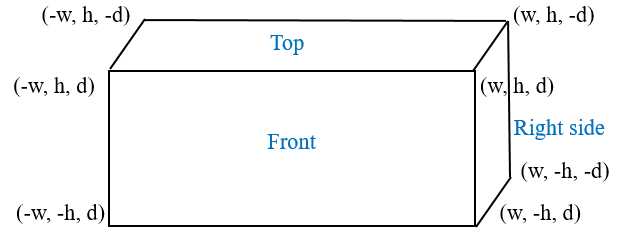 (-w, h, -d)
(w, h, -d)
Top
(-w, h, d)
(w, h, d)
Right side
Front
(w, -h, -d)
(-w, -h, d)
(w, -h, d)